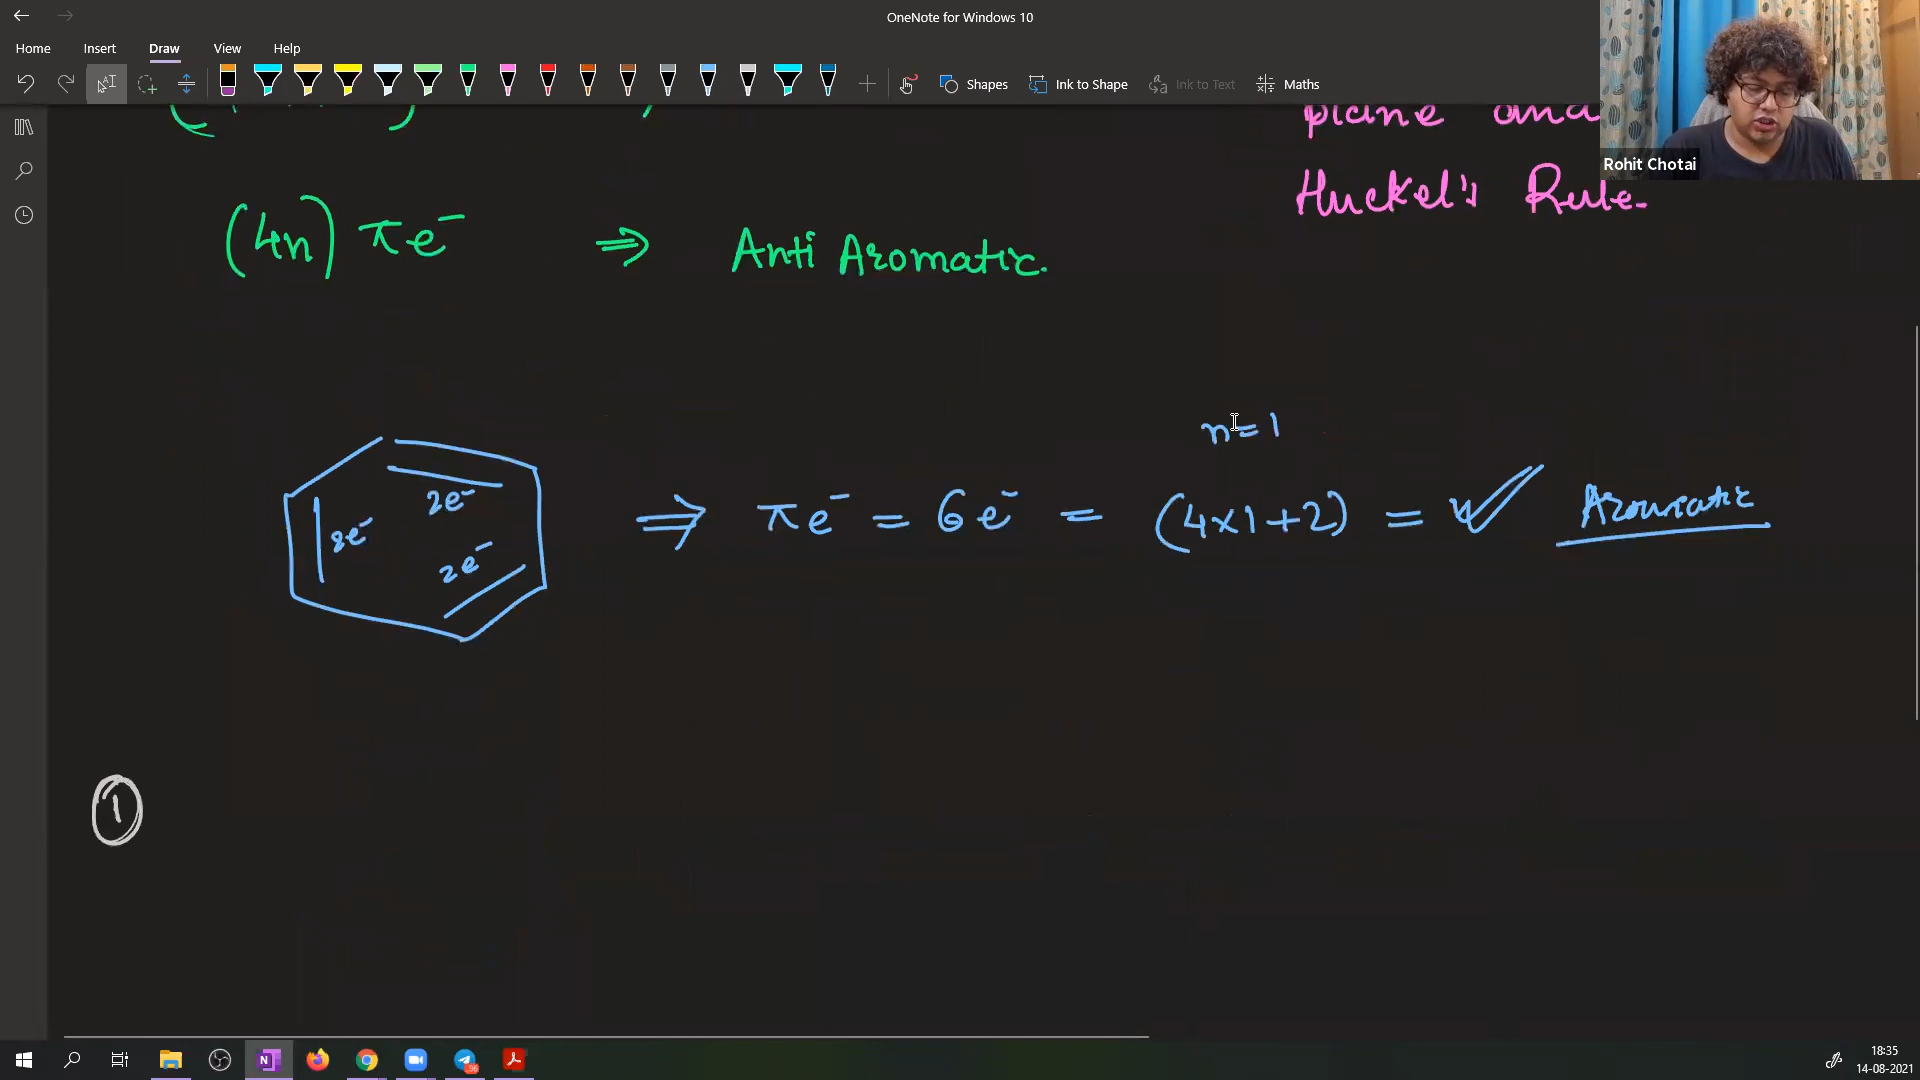 OneNote for Windows 10
Home Insert Draw View Help
Shapes Ink to Shape Ink to Text Maths
plane and
Rohit Chotai
Huckel's Rule.
(4n) πe⁻ ⇒ Anti Aromatic.
n=1
2e⁻
2e⁻
2e⁻
⇒ πe⁻ = 6e⁻ = (4×1+2) = ✓ Aromatic
1
96
18:35
14-08-2021